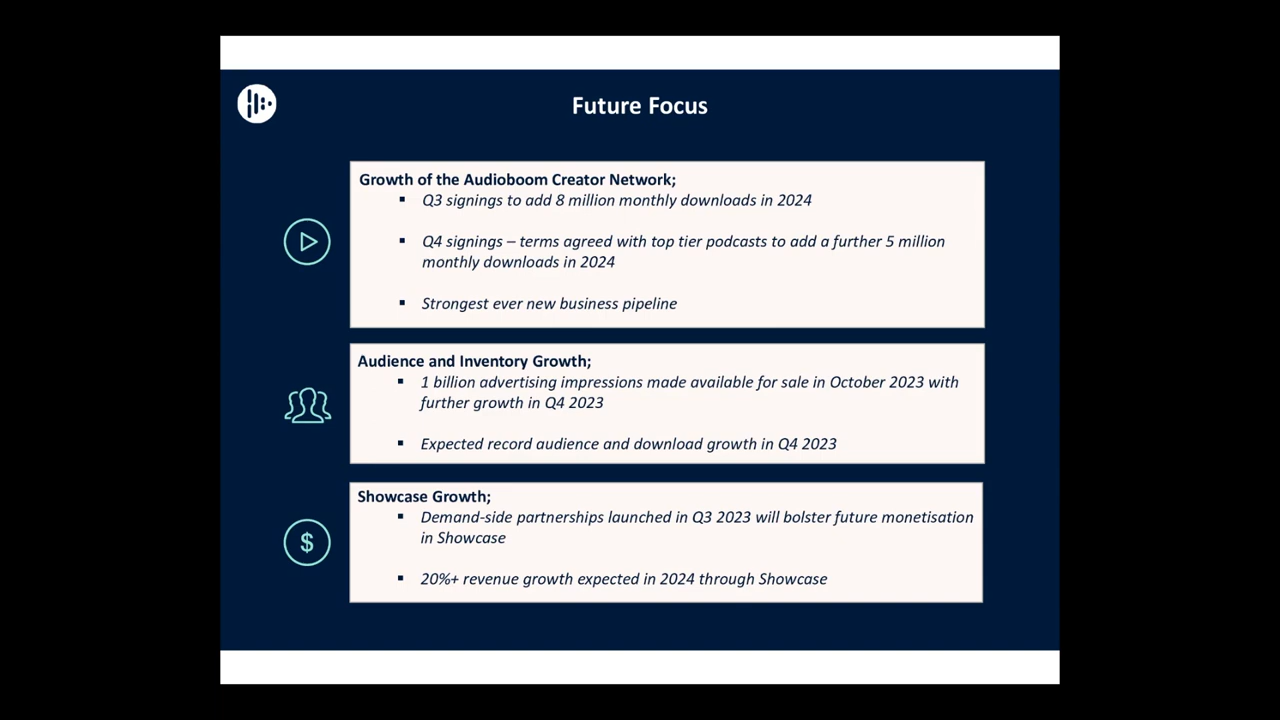 Future Focus
Growth of the Audioboom Creator Network;
▪ Q3 signings to add 8 million monthly downloads in 2024
▪ Q4 signings – terms agreed with top tier podcasts to add a further 5 million
monthly downloads in 2024
▪ Strongest ever new business pipeline
Audience and Inventory Growth;
▪ 1 billion advertising impressions made available for sale in October 2023 with
further growth in Q4 2023
▪ Expected record audience and download growth in Q4 2023
Showcase Growth;
▪ Demand-side partnerships launched in Q3 2023 will bolster future monetisation
in Showcase
$
▪ 20%+ revenue growth expected in 2024 through Showcase